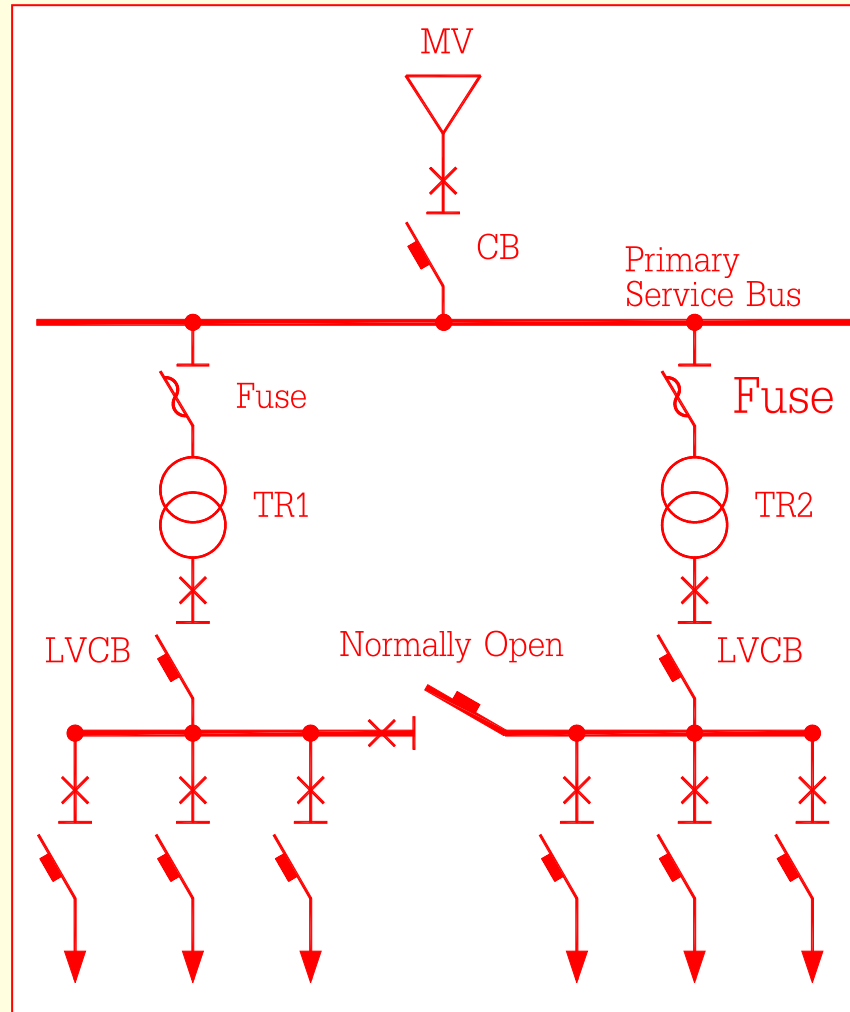 MV
CB
Primary
Service Bus
Fuse
Fuse
TR1
TR2
LVCB
Normally Open
LVCB